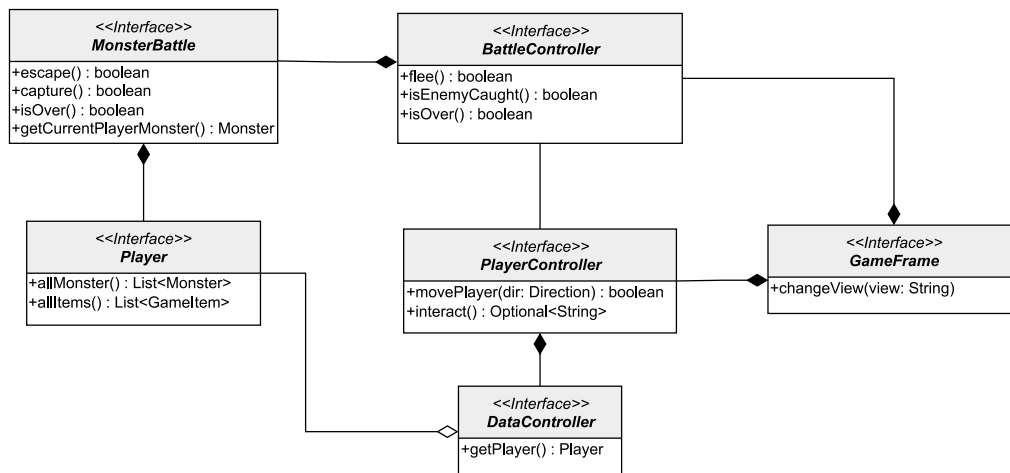 <<Interface>>
MonsterBattle
+escape() : boolean
+capture() : boolean
+isOver() : boolean
+getCurrentPlayerMonster() : Monster
<<Interface>>
BattleController
+flee() : boolean
+isEnemyCaught() : boolean
+isOver() : boolean
<<Interface>>
Player
+allMonster() : List<Monster>
+allItems() : List<GameItem>
<<Interface>>
PlayerController
+movePlayer(dir: Direction) : boolean
+interact() : Optional<String>
<<Interface>>
GameFrame
+changeView(view: String)
<<Interface>>
DataController
+getPlayer() : Player